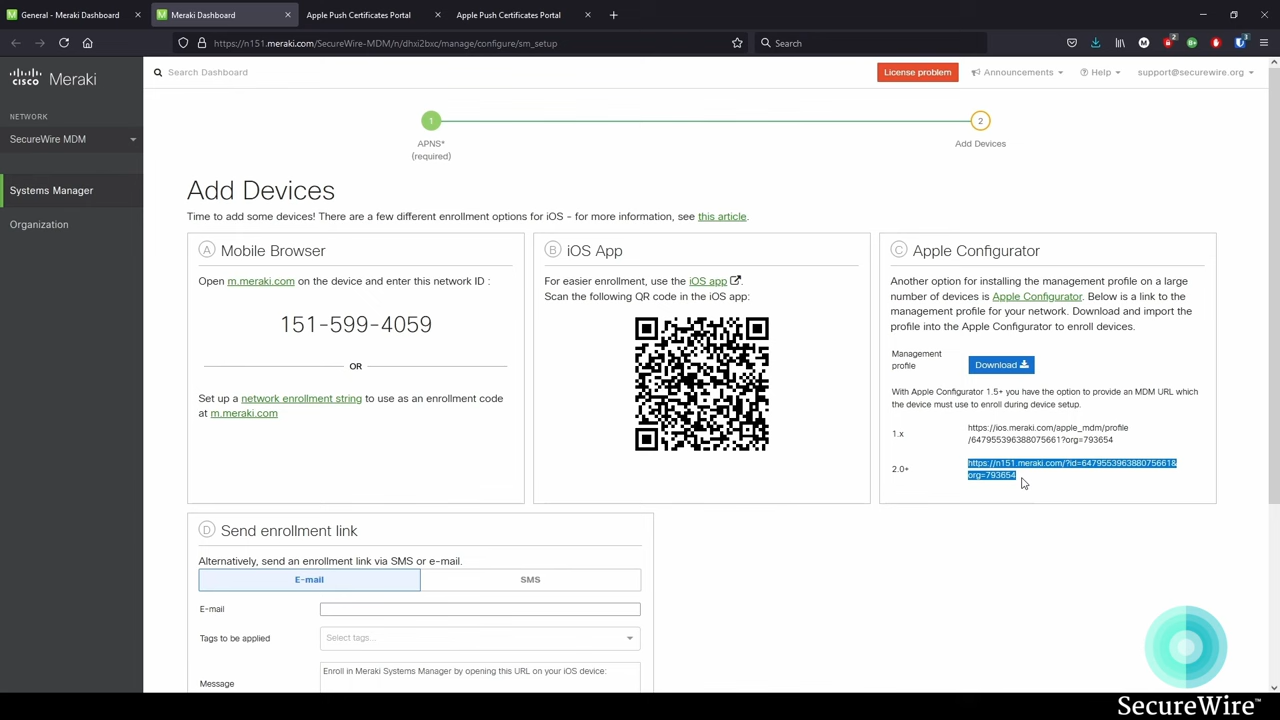 General - Meraki Dashboard
Meraki Dashboard
Apple Push Certificates Portal
Apple Push Certificates Portal
https://n151.meraki.com/SecureWire-MDM/n/dhxi2bxc/manage/configure/sm_setup
Search
CISCO Meraki
Search Dashboard
License problem
Announcements
Help
support@securewire.org
NETWORK
SecureWire MDM
Systems Manager
Organization
1
APNS*
(required)
2
Add Devices
Add Devices
Time to add some devices! There are a few different enrollment options for iOS - for more information, see this article.
A Mobile Browser
Open m.meraki.com on the device and enter this network ID :
151-599-4059
OR
Set up a network enrollment string to use as an enrollment code
at m.meraki.com
B iOS App
For easier enrollment, use the iOS app.
Scan the following QR code in the iOS app:
C Apple Configurator
Another option for installing the management profile on a large
number of devices is Apple Configurator. Below is a link to the
management profile for your network. Download and import the
profile into the Apple Configurator to enroll devices.
Management
profile
Download
With Apple Configurator 1.5+ you have the option to provide an MDM URL which
the device must use to enroll during device setup.
1.x
https://ios.meraki.com/apple_mdm/profile
/647955396388075661?org=793654
2.0+
https://n151.meraki.com/?id=647955396388075661&
org=793654
D Send enrollment link
Alternatively, send an enrollment link via SMS or e-mail.
E-mail
SMS
E-mail
Tags to be applied
Select tags...
Message
Enroll in Meraki Systems Manager by opening this URL on your iOS device:
SecureWire™